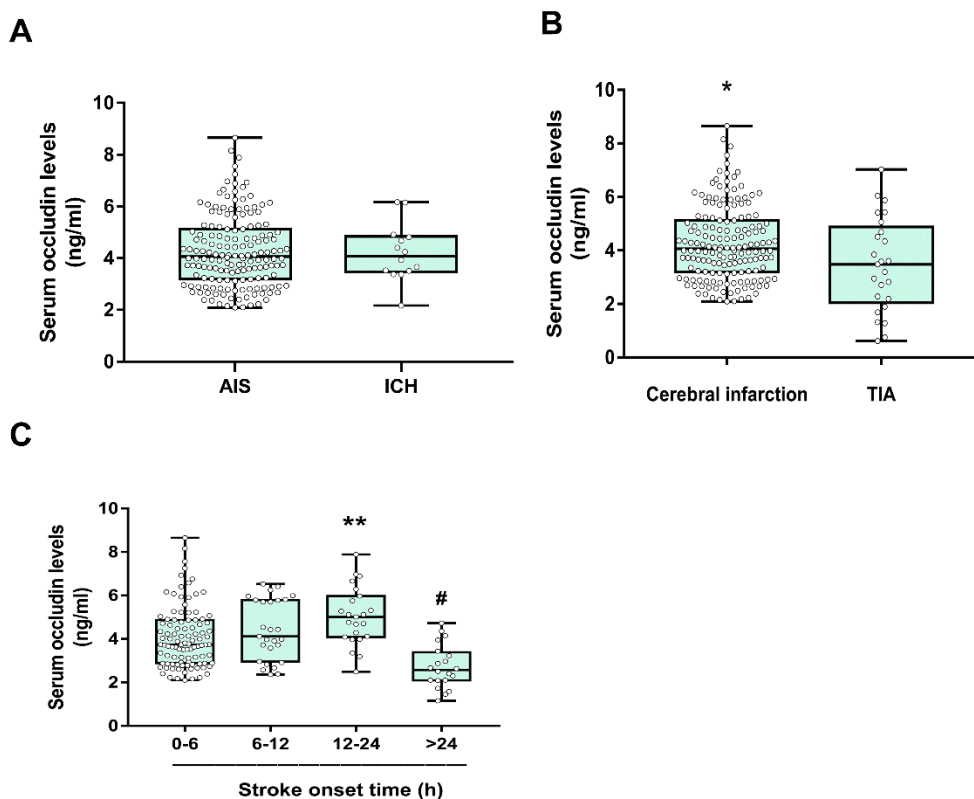 A
Serum occludin levels
(ng/ml)
10
8
6
4
2
0
AIS ICH
B
*
Serum occludin levels
(ng/ml)
10
8
6
4
2
0
Cerebral infarction TIA
C
Serum occludin levels
(ng/ml)
10
8
6
4
2
0
**
#
0-6 6-12 12-24 >24
Stroke onset time (h)